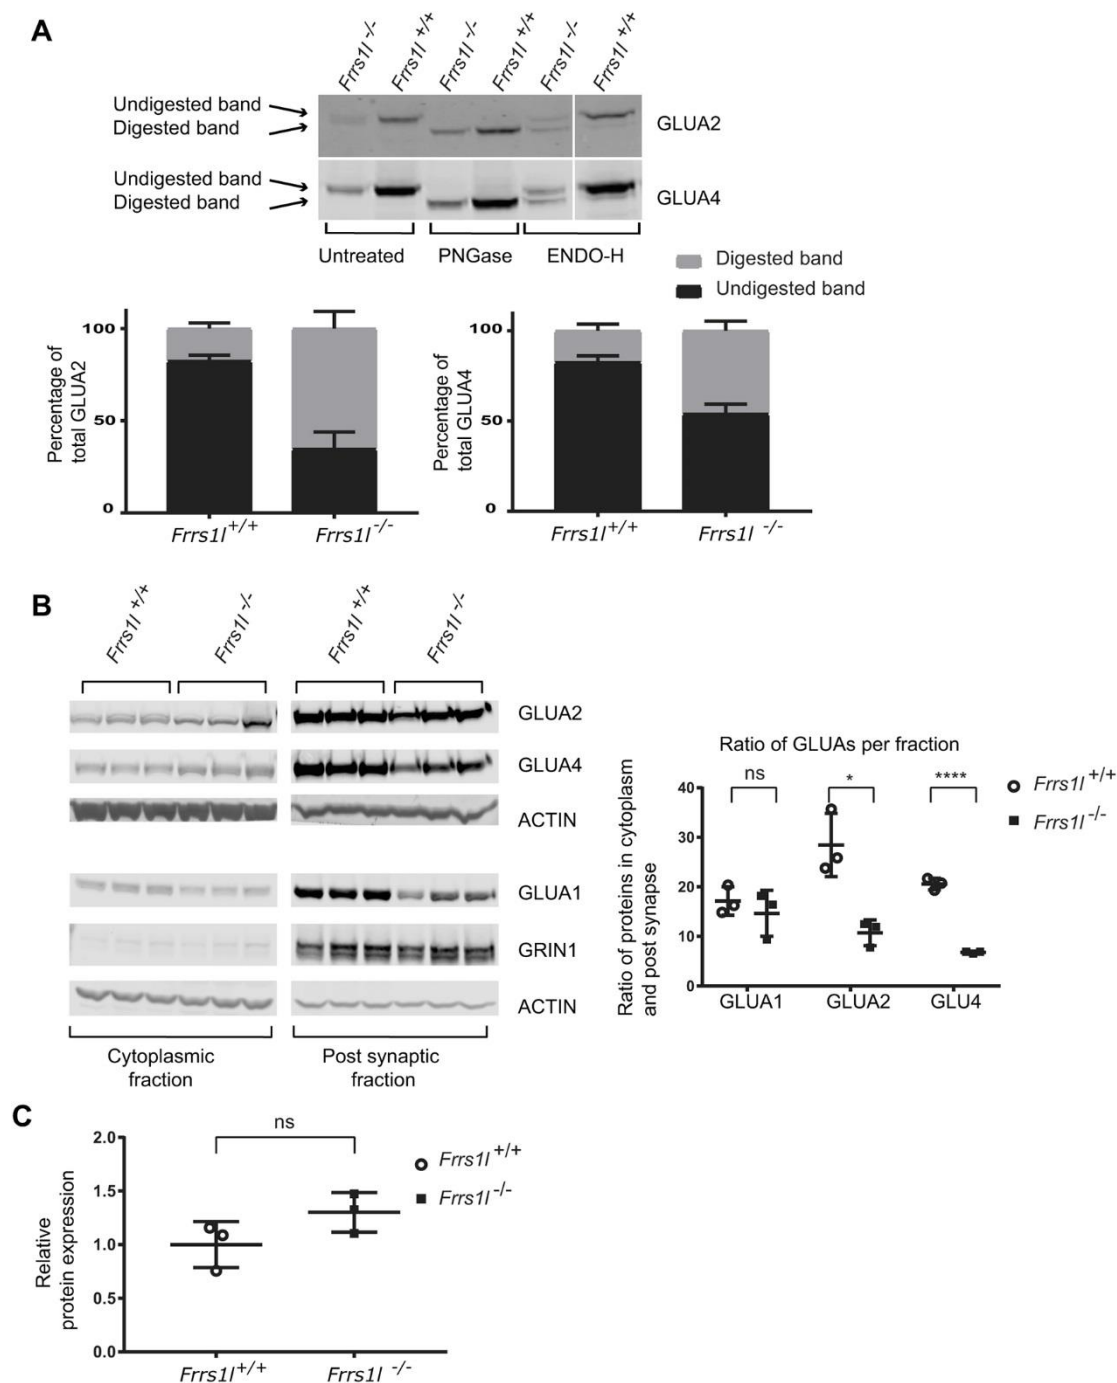 A
Frrs1l -/-
Frrs1l +/+
Frrs1l -/-
Frrs1l +/+
Frrs1l -/-
Frrs1l +/+
Undigested band
Digested band
GLUA2
Undigested band
Digested band
GLUA4
Untreated
PNGase
ENDO-H
Digested band
Undigested band
Percentage of
total GLUA2
100
50
0
Frrs1l+/+
Frrs1l-/-
Percentage of
total GLUA4
100
50
0
Frrs1l+/+
Frrs1l -/-
B
Frrs1l +/+
Frrs1l -/-
Frrs1l +/+
Frrs1l -/-
GLUA2
GLUA4
ACTIN
GLUA1
GRIN1
ACTIN
Cytoplasmic
fraction
Post synaptic
fraction
Ratio of GLUAs per fraction
Ratio of proteins in cytoplasm
and post synapse
40
30
20
10
0
ns
*
****
Frrs1l +/+
Frrs1l -/-
GLUA1
GLUA2
GLU4
C
Relative
protein expression
2.0
1.5
1.0
0.5
0.0
ns
Frrs1l +/+
Frrs1l -/-
Frrs1l+/+
Frrs1l -/-